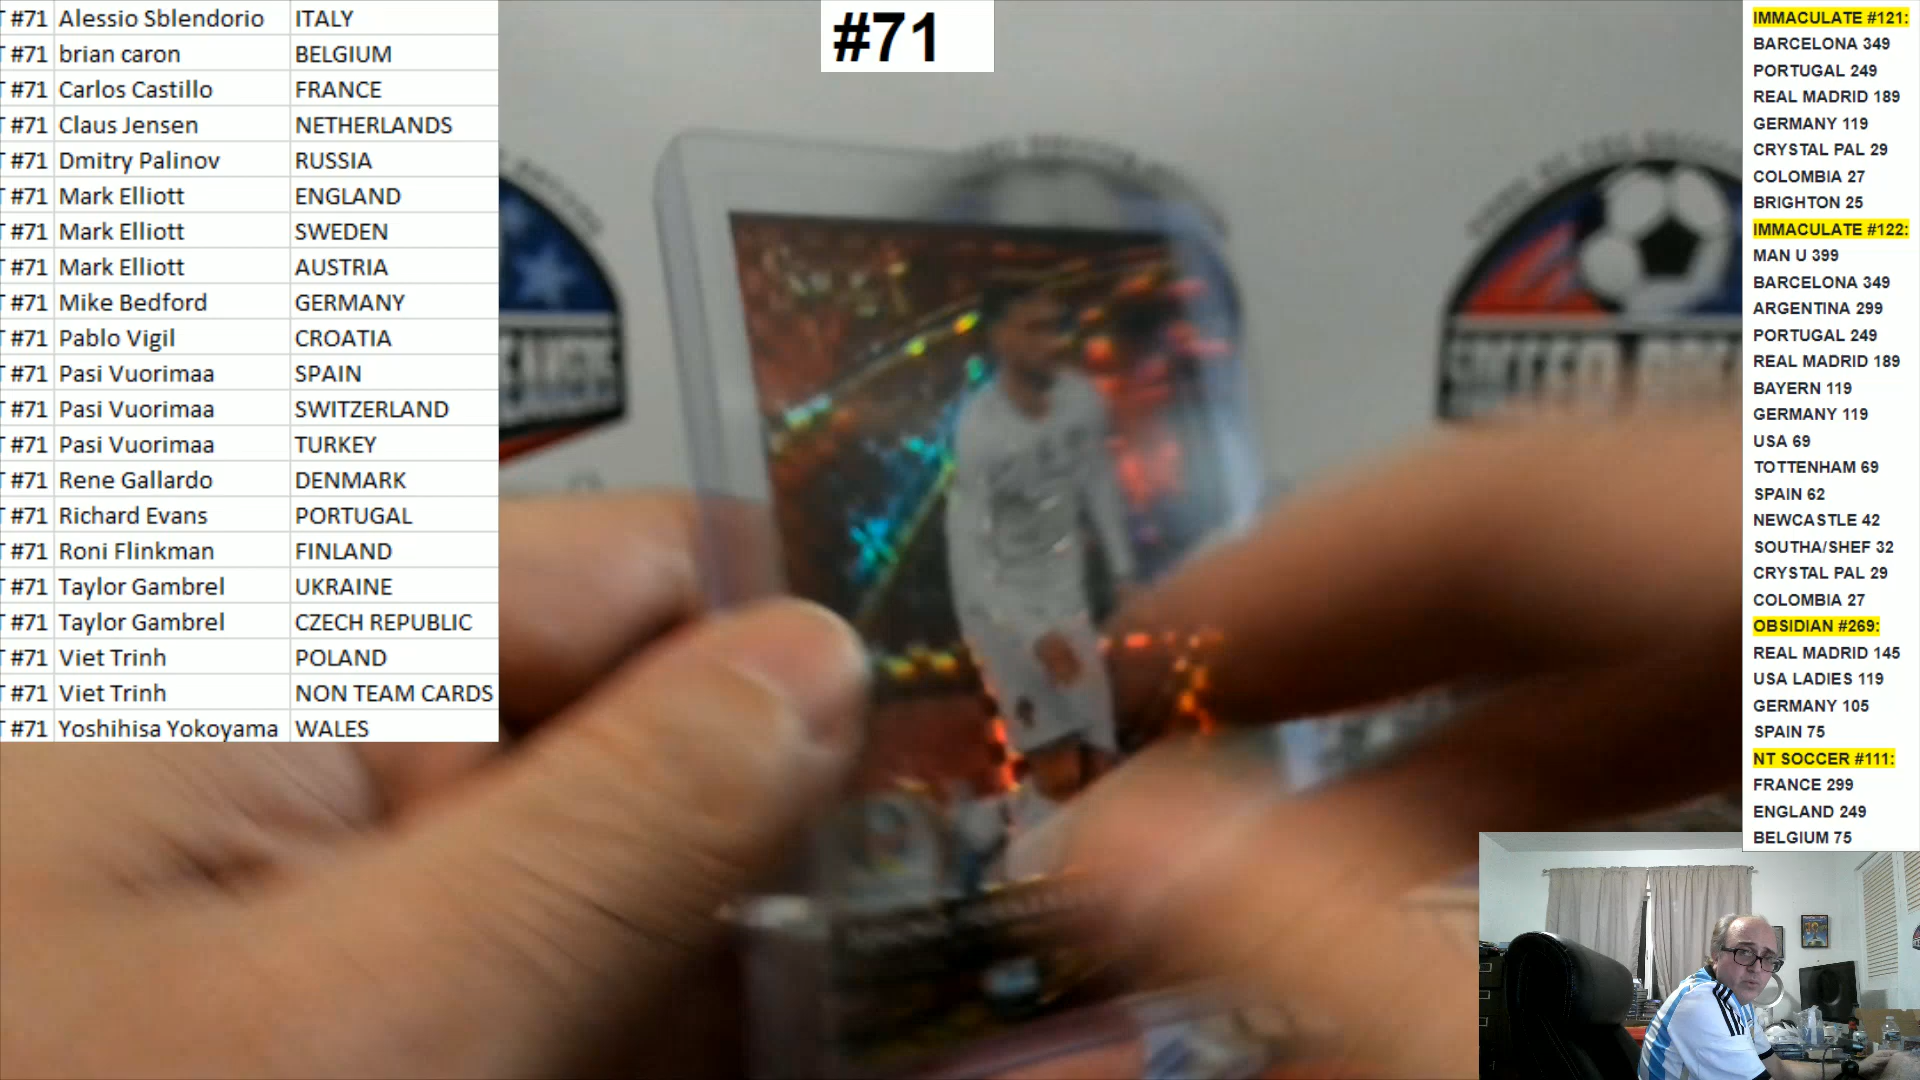 T #71 Alessio Sblendorio ITALY
T #71 brian caron BELGIUM
T #71 Carlos Castillo FRANCE
T #71 Claus Jensen NETHERLANDS
T #71 Dmitry Palinov RUSSIA
T #71 Mark Elliott ENGLAND
T #71 Mark Elliott SWEDEN
T #71 Mark Elliott AUSTRIA
T #71 Mike Bedford GERMANY
T #71 Pablo Vigil CROATIA
T #71 Pasi Vuorimaa SPAIN
T #71 Pasi Vuorimaa SWITZERLAND
T #71 Pasi Vuorimaa TURKEY
T #71 Rene Gallardo DENMARK
T #71 Richard Evans PORTUGAL
T #71 Roni Flinkman FINLAND
T #71 Taylor Gambrel UKRAINE
T #71 Taylor Gambrel CZECH REPUBLIC
T #71 Viet Trinh POLAND
T #71 Viet Trinh NON TEAM CARDS
T #71 Yoshihisa Yokoyama WALES
#71
IMMACULATE #121:
BARCELONA 349
PORTUGAL 249
REAL MADRID 189
GERMANY 119
CRYSTAL PAL 29
COLOMBIA 27
BRIGHTON 25
IMMACULATE #122:
MAN U 399
BARCELONA 349
ARGENTINA 299
PORTUGAL 249
REAL MADRID 189
BAYERN 119
GERMANY 119
USA 69
TOTTENHAM 69
SPAIN 62
NEWCASTLE 42
SOUTHA/SHEF 32
CRYSTAL PAL 29
COLOMBIA 27
OBSIDIAN #269:
REAL MADRID 145
USA LADIES 119
GERMANY 105
SPAIN 75
NT SOCCER #111:
FRANCE 299
ENGLAND 249
BELGIUM 75